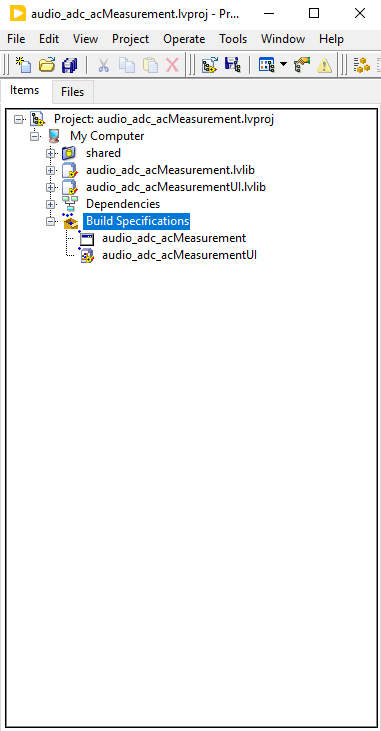 audio_adc_acMeasurement.lvproj - Pr...
File Edit View Project Operate Tools Window Help
Items Files
Project: audio_adc_acMeasurement.lvproj
My Computer
shared
audio_adc_acMeasurement.lvlib
audio_adc_acMeasurementUI.lvlib
Dependencies
Build Specifications
audio_adc_acMeasurement
audio_adc_acMeasurementUI